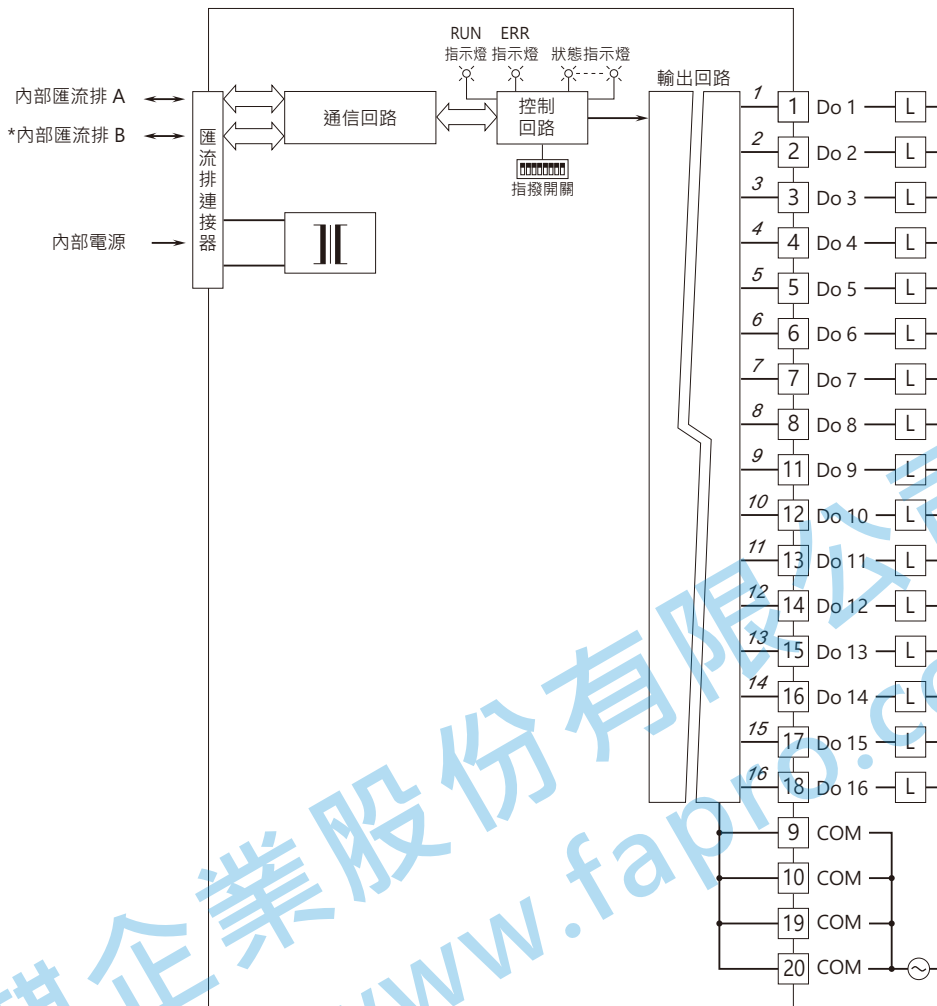 RUN ERR
指示燈 指示燈 狀態指示燈
輸出回路
內部匯流排 A
*內部匯流排 B
內部電源
匯流排連接器
通信回路
控制
回路
指撥開關
1 1 Do 1 L
2 2 Do 2 L
3 3 Do 3 L
4 4 Do 4 L
5 5 Do 5 L
6 6 Do 6 L
7 7 Do 7 L
8 8 Do 8 L
9 11 Do 9 L
10 12 Do 10 L
11 13 Do 11 L
12 14 Do 12 L
13 15 Do 13 L
14 16 Do 14 L
15 17 Do 15 L
16 18 Do 16 L
9 COM
10 COM
19 COM
20 COM
企業股份有限公司
www.fapro.co